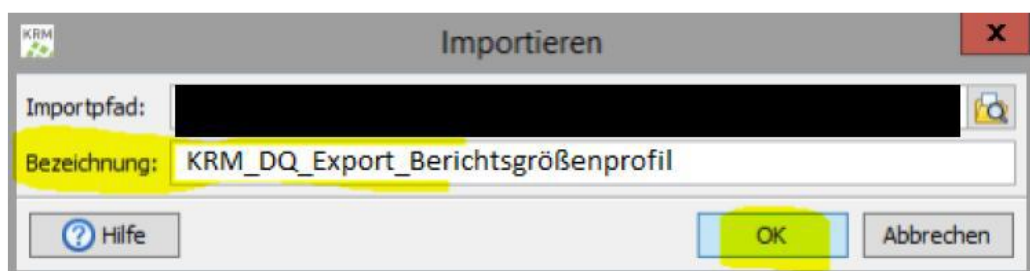 KRM
Importieren
x
Importpfad:
Bezeichnung: KRM_DQ_Export_Berichtsgrößenprofil
? Hilfe
OK
Abbrechen